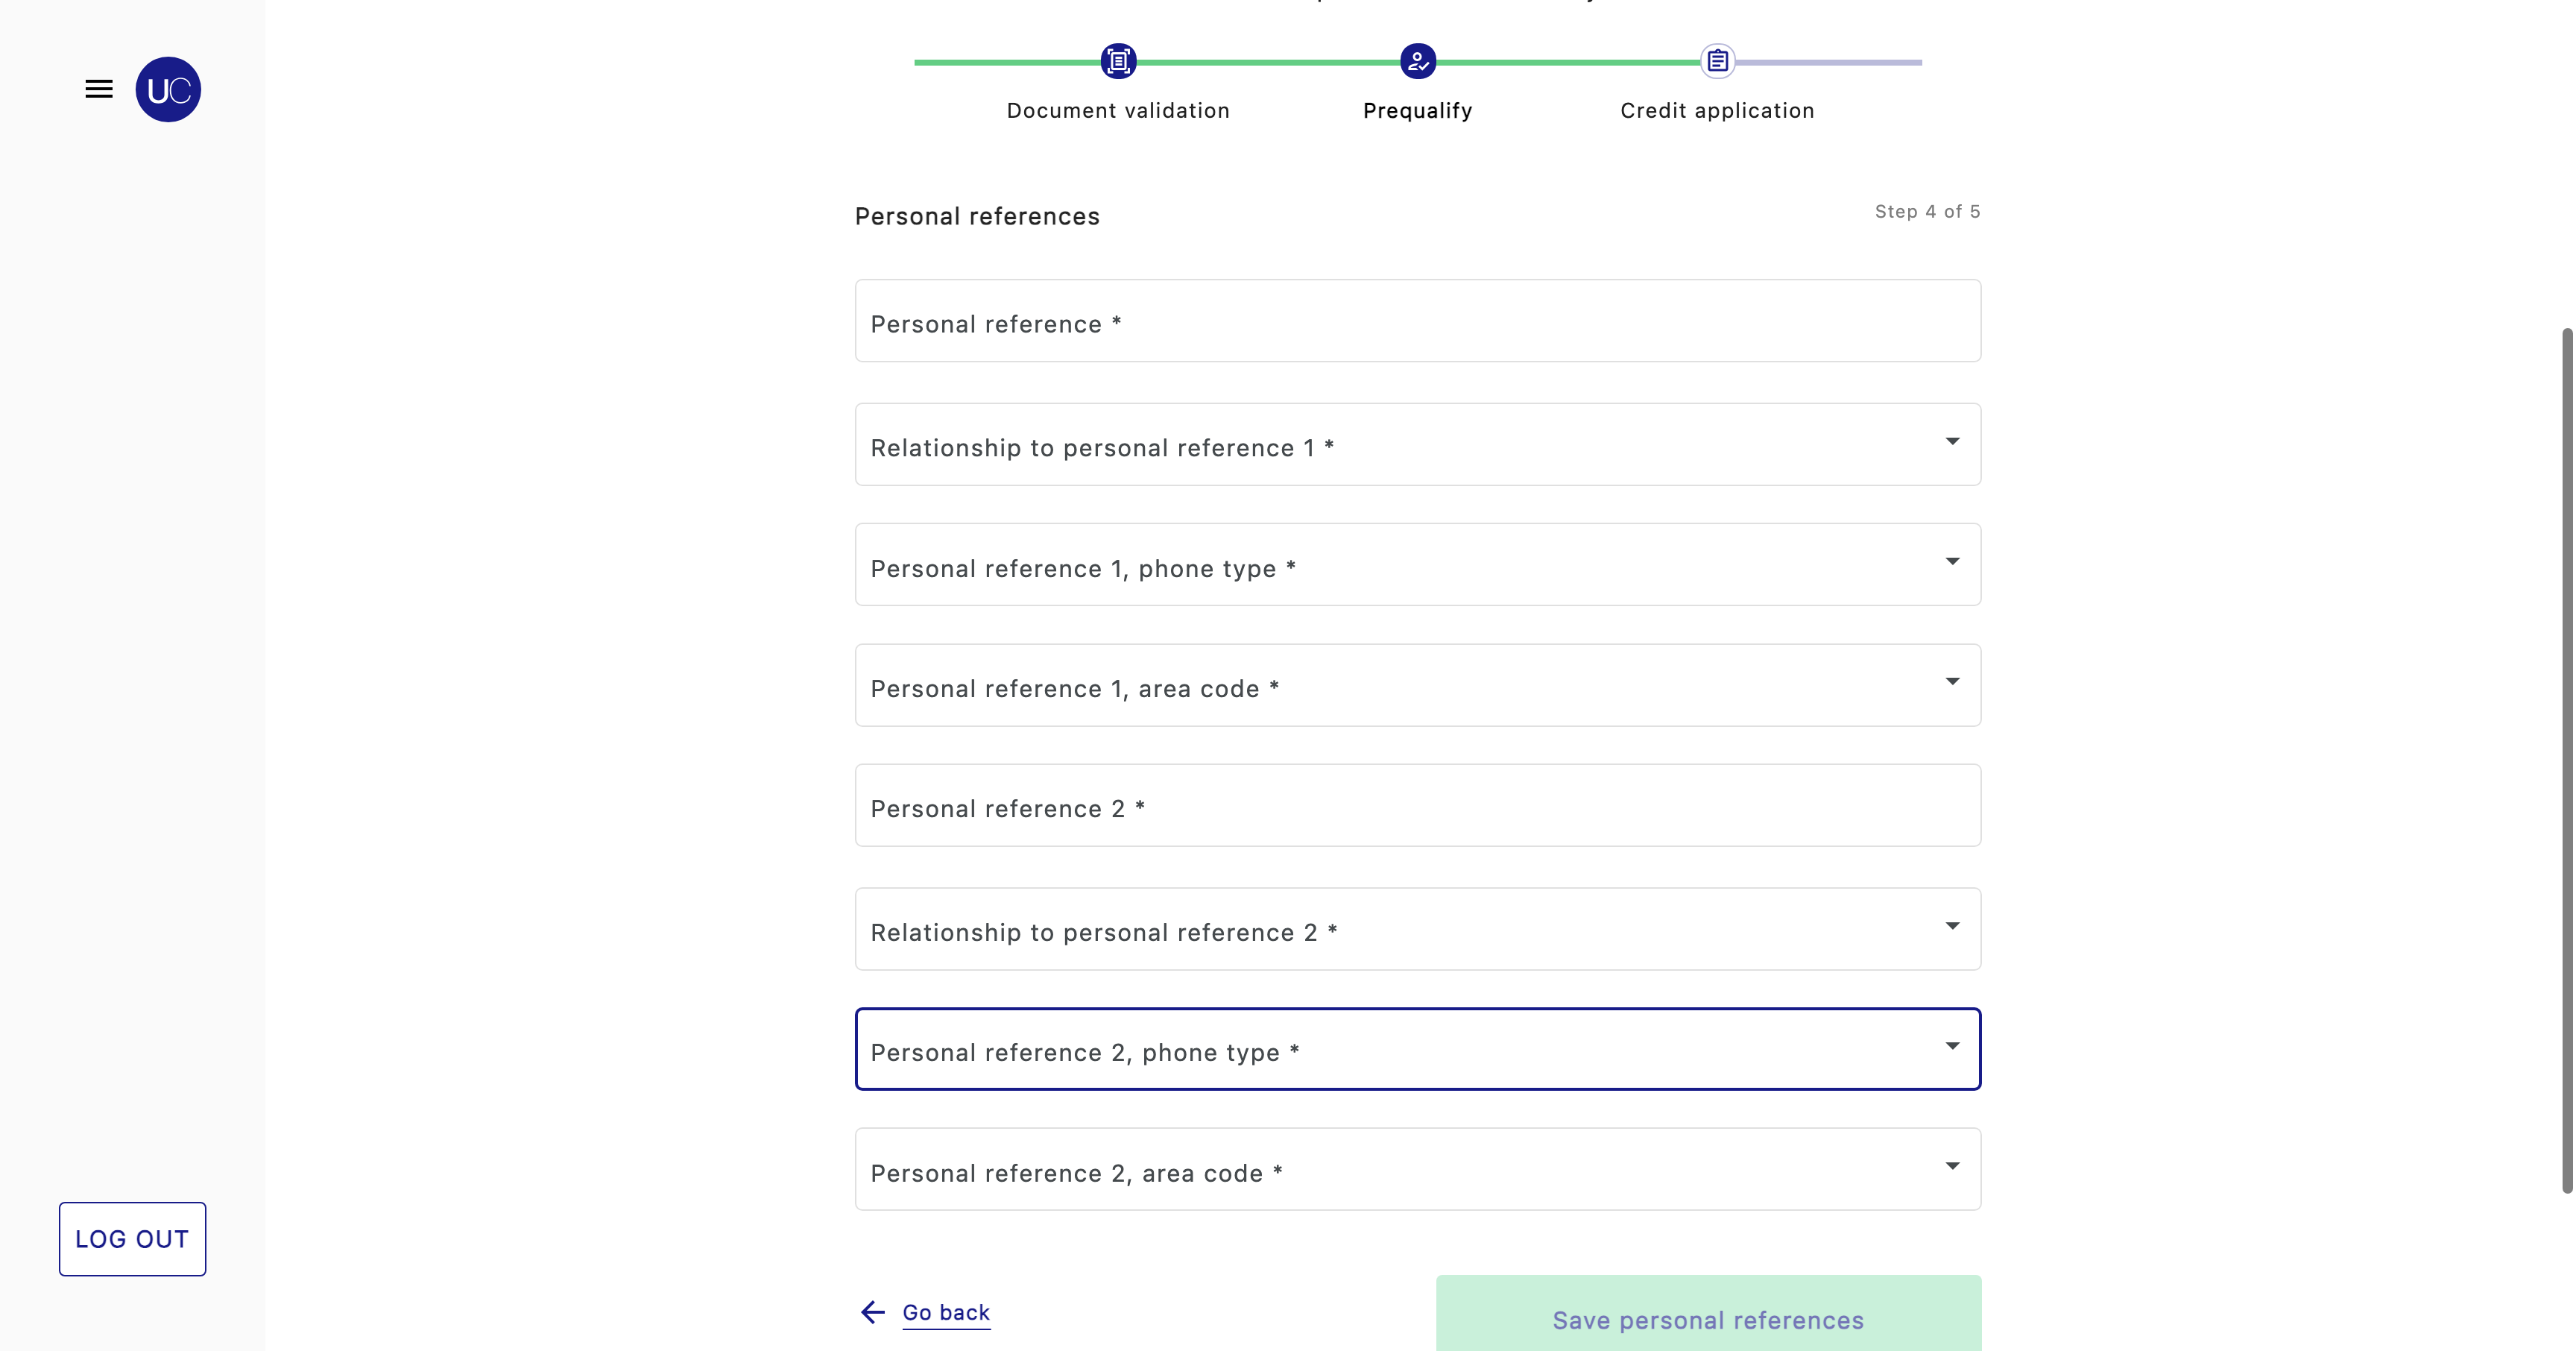 UC
Document validation
Prequalify
Credit application
Personal references
Step 4 of 5
Personal reference *
Relationship to personal reference 1 *
Personal reference 1, phone type *
Personal reference 1, area code *
Personal reference 2 *
Relationship to personal reference 2 *
Personal reference 2, phone type *
Personal reference 2, area code *
LOG OUT
Go back
Save personal references